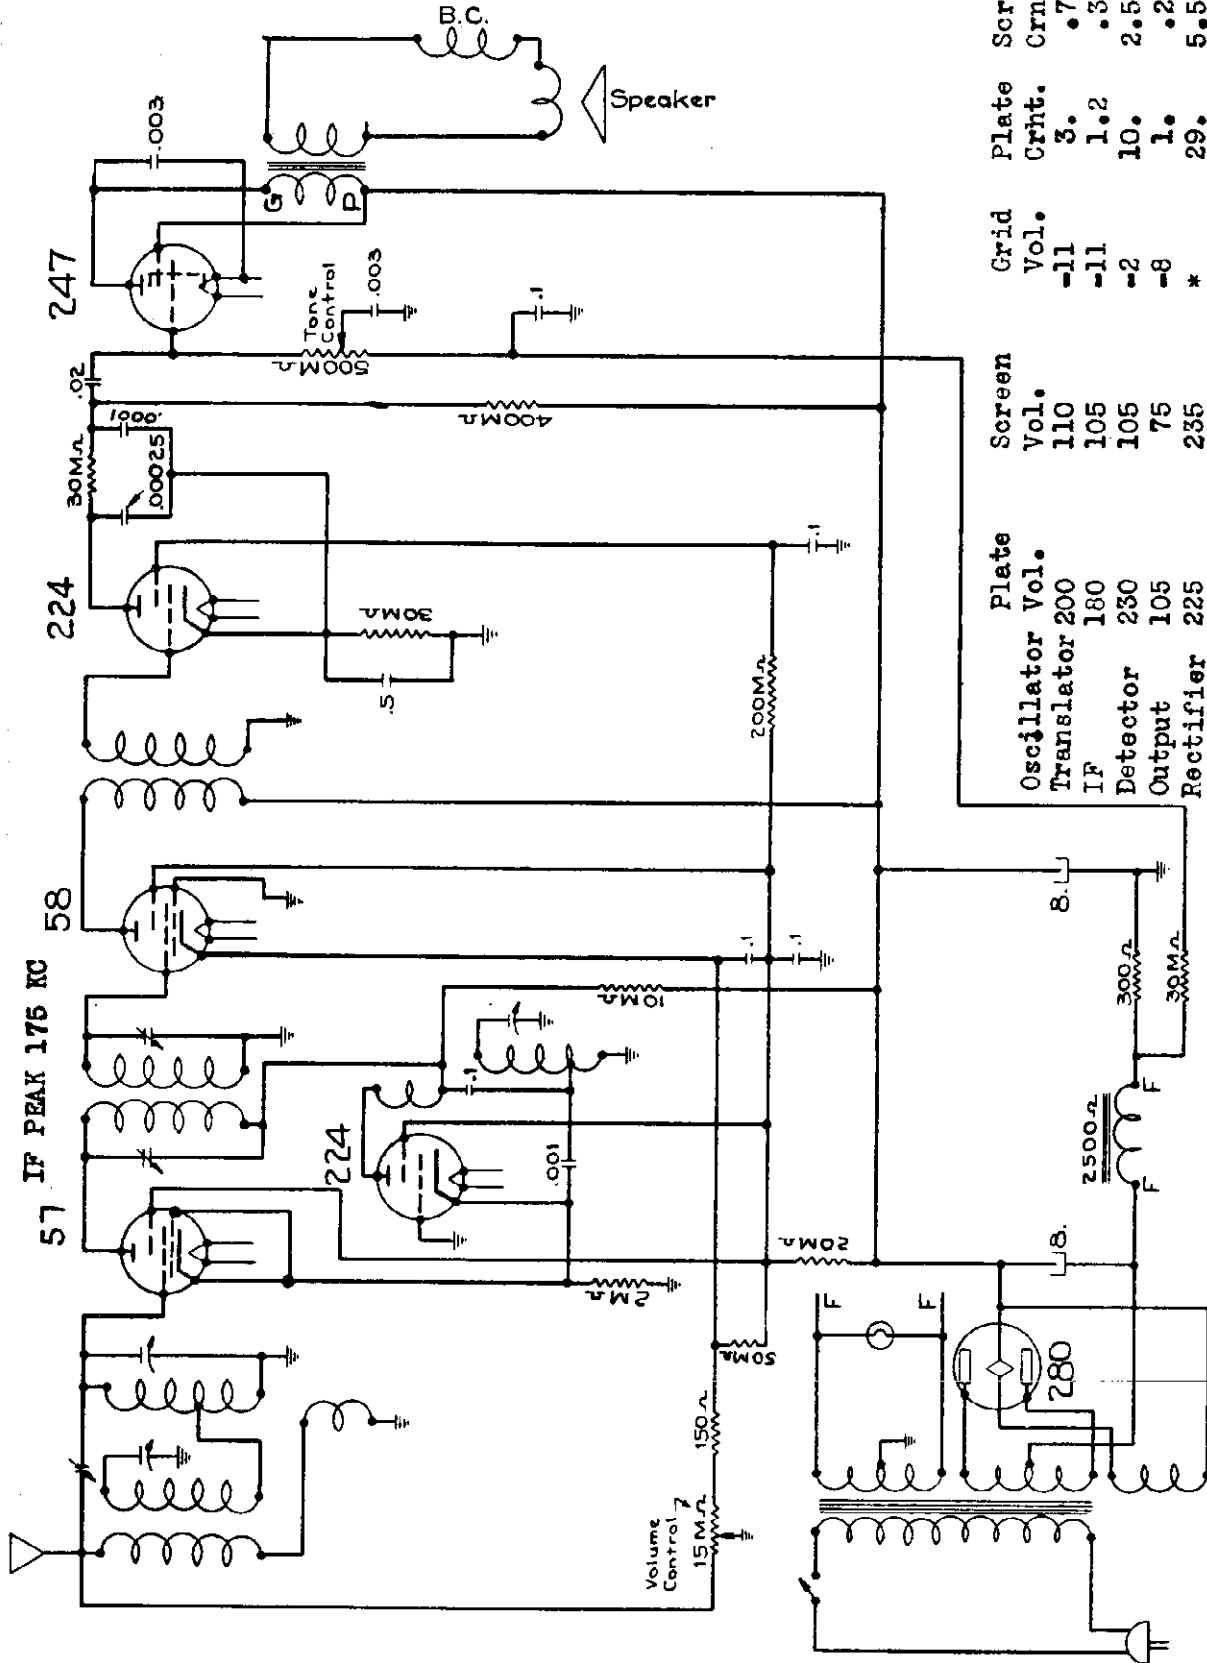 IF PEAK 175 KC
57
58
224
247
224
280
B.C.
Speaker
.003
G
P
Tone
Control
500MΩ
.003
.1
.02
.0001
30MΩ
.00025
400MΩ
30MΩ
.5
.1
200MΩ
.1
.1
10MΩ
.1
.001
2MΩ
20MΩ
50MΩ
150Ω
Volume
Control
15MΩ
F
F
8.
8.
2500Ω
F
F
300Ω
30MΩ
Plate Screen Grid Plate Scr
Oscillator Vol. Vol. Vol. Crnt. Crn
Translator 200 110 -11 3. .7
IF 180 105 -11 1.2 .3
Detector 230 105 -2 10. 2.5
Output 105 75 -8 1. .2
Rectifier 225 235 * 29. 5.5